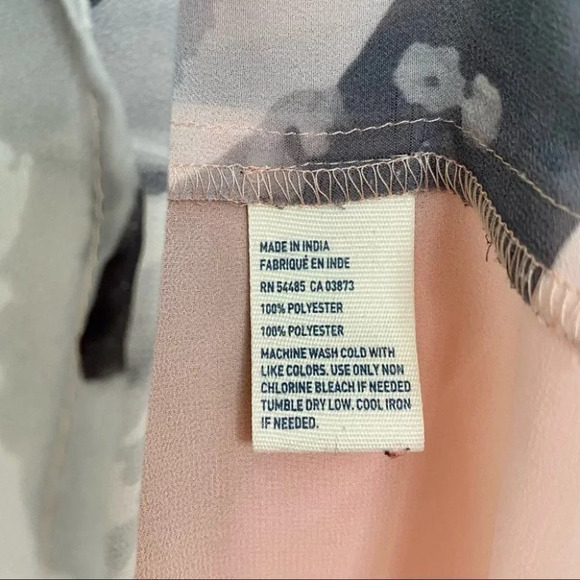 MADE IN INDIA
FABRIQUÉ EN INDE
RN 54485 CA 03873
100% POLYESTER
100% POLYESTER
MACHINE WASH COLD WITH
LIKE COLORS. USE ONLY NON
CHLORINE BLEACH IF NEEDED
TUMBLE DRY LOW. COOL IRON
IF NEEDED.